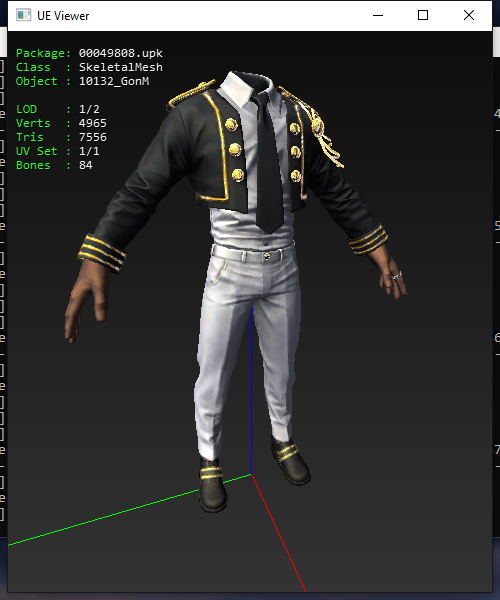 UE Viewer
Package: 00049808.upk
Class : SkeletalMesh
Object : 10132_GonM
LOD : 1/2
Verts : 4965
Tris : 7556
UV Set : 1/1
Bones : 84